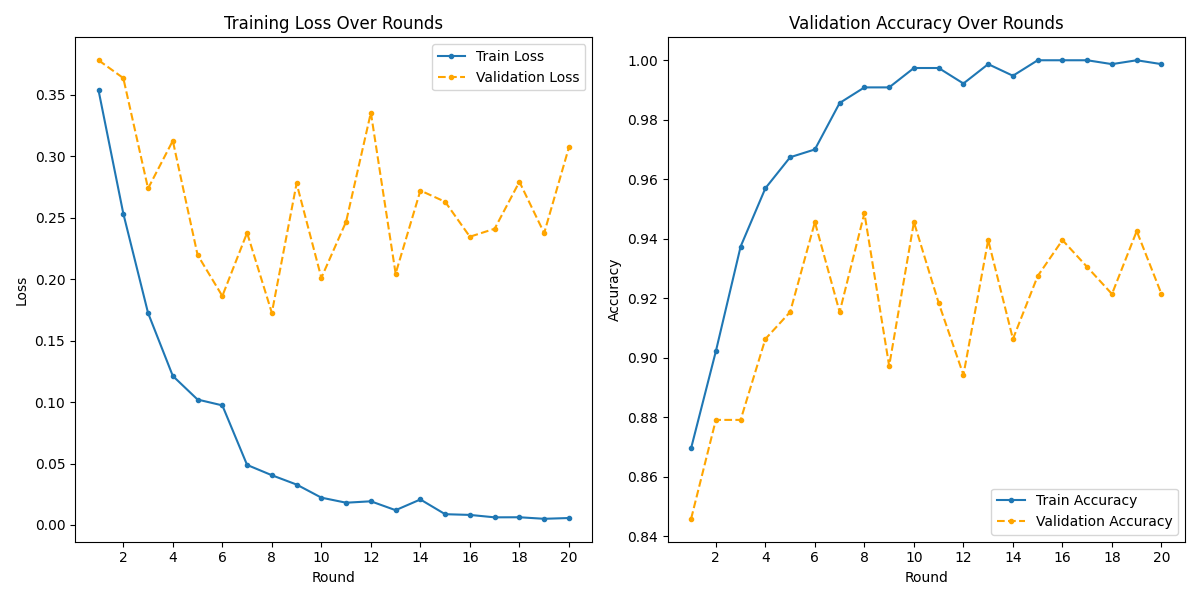 Training Loss Over Rounds
Train Loss
Validation Loss
Loss
0.35
0.30
0.25
0.20
0.15
0.10
0.05
0.00
2 4 6 8 10 12 14 16 18 20
Round
Validation Accuracy Over Rounds
Accuracy
1.00
0.98
0.96
0.94
0.92
0.90
0.88
0.86
0.84
Train Accuracy
Validation Accuracy
2 4 6 8 10 12 14 16 18 20
Round